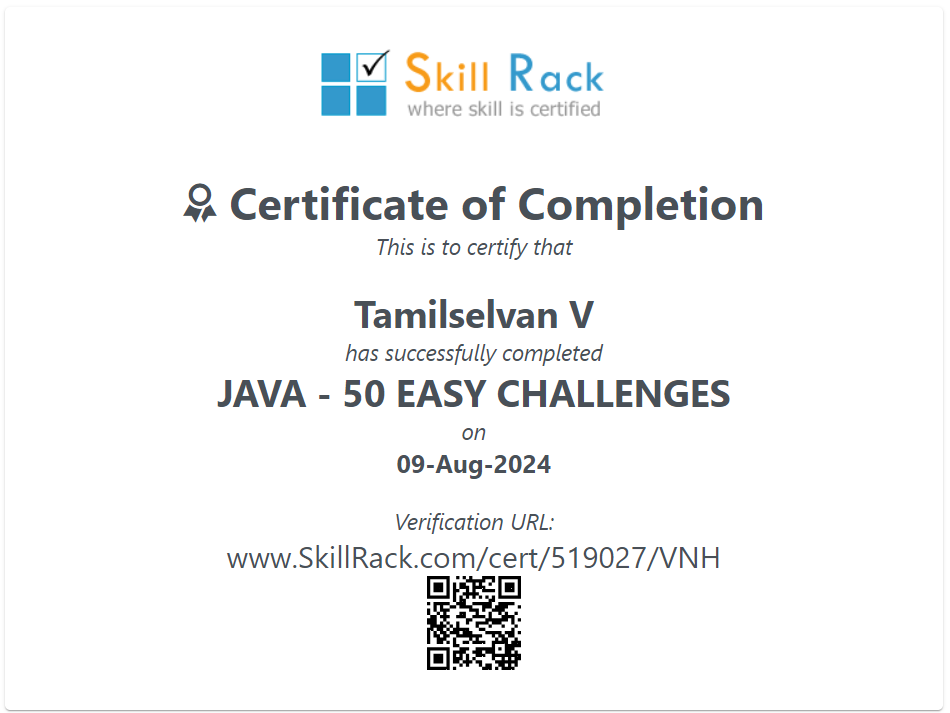 Skill Rack
where skill is certified
Certificate of Completion
This is to certify that
Tamilselvan V
has successfully completed
JAVA - 50 EASY CHALLENGES
on
09-Aug-2024
Verification URL:
www.SkillRack.com/cert/519027/VNH